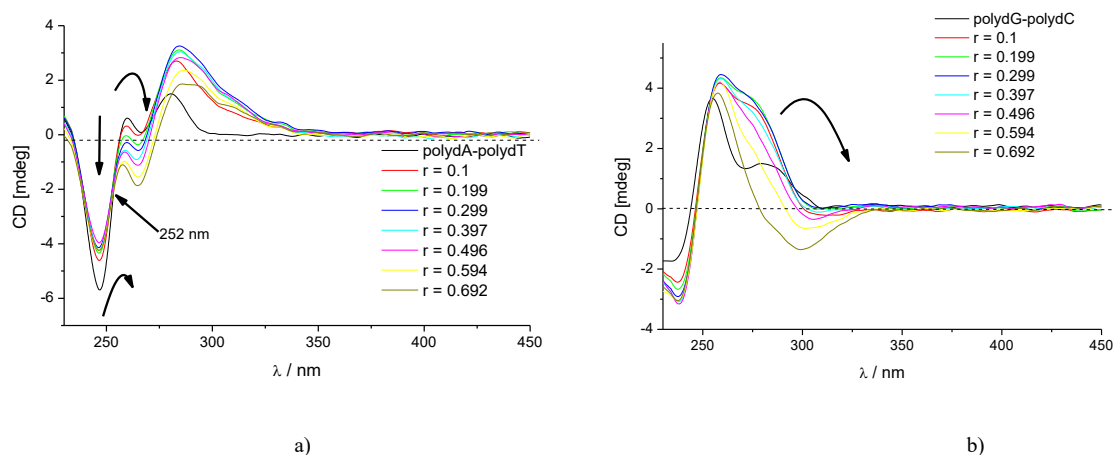 CD [mdeg]
4
2
0
-2
-4
-6
252 nm
polydA-polydT
r = 0.1
r = 0.199
r = 0.299
r = 0.397
r = 0.496
r = 0.594
r = 0.692
250
300
350
400
450
λ / nm
a)
CD [mdeg]
4
2
0
-2
-4
polydG-polydC
r = 0.1
r = 0.199
r = 0.299
r = 0.397
r = 0.496
r = 0.594
r = 0.692
250
300
350
400
450
λ / nm
b)